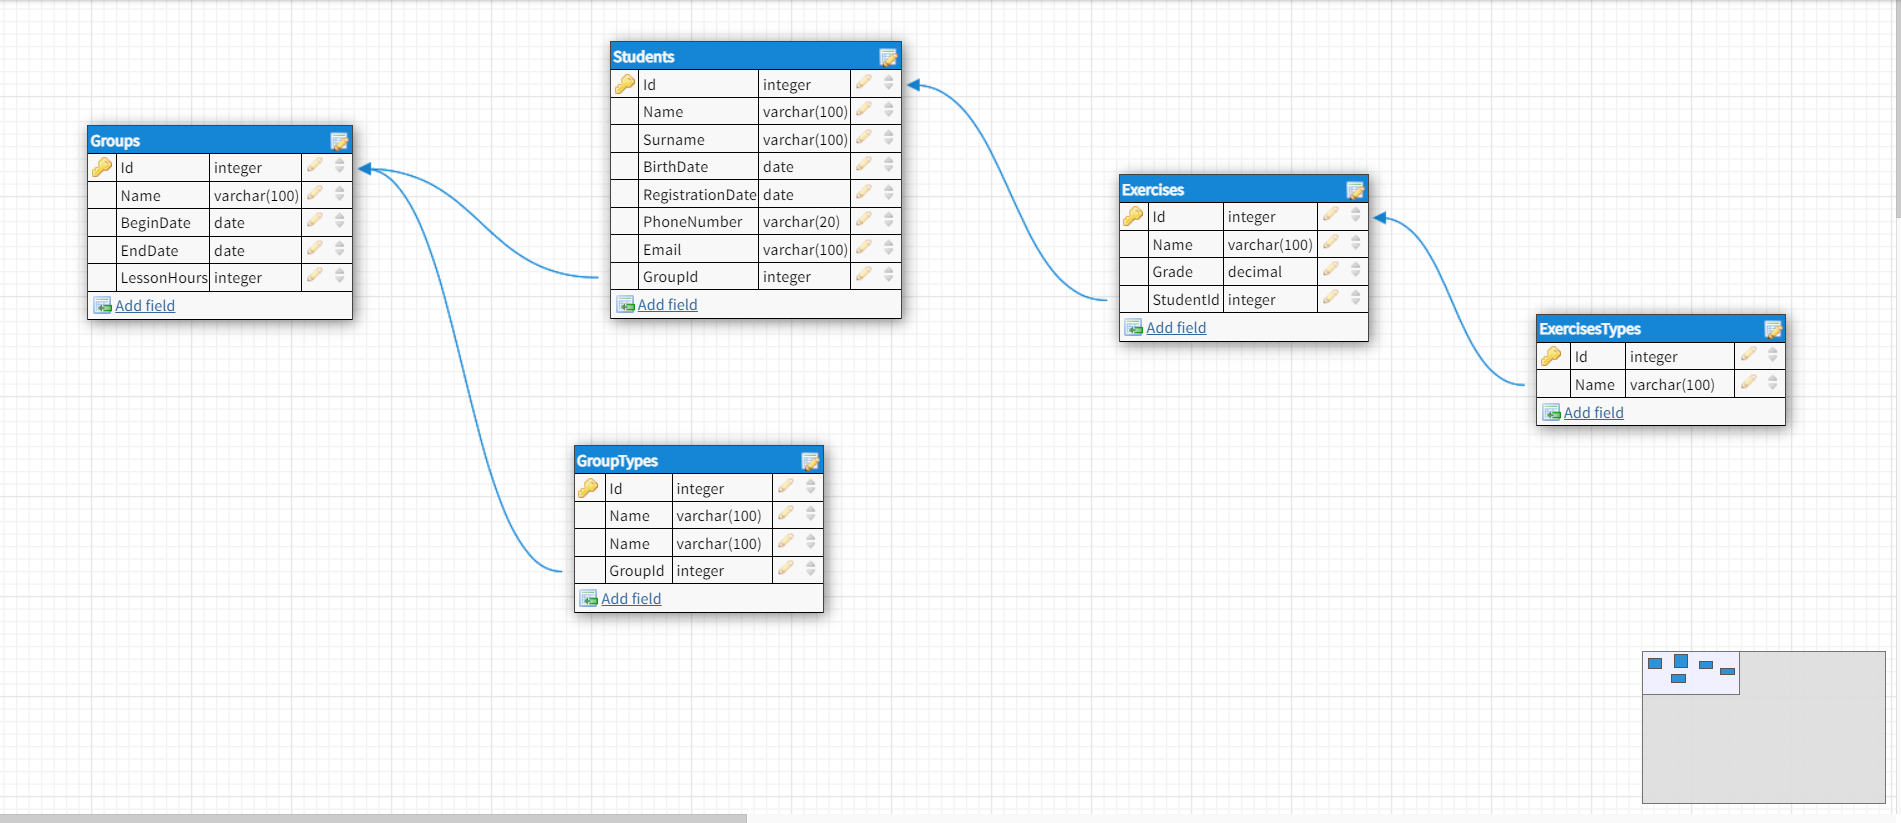 Students
Id integer
Name varchar(100)
Surname varchar(100)
BirthDate date
RegistrationDate date
PhoneNumber varchar(20)
Email varchar(100)
GroupId integer
Add field
Groups
Id integer
Name varchar(100)
BeginDate date
EndDate date
LessonHours integer
Add field
Exercises
Id integer
Name varchar(100)
Grade decimal
StudentId integer
Add field
ExercisesTypes
Id integer
Name varchar(100)
Add field
GroupTypes
Id integer
Name varchar(100)
Name varchar(100)
GroupId integer
Add field